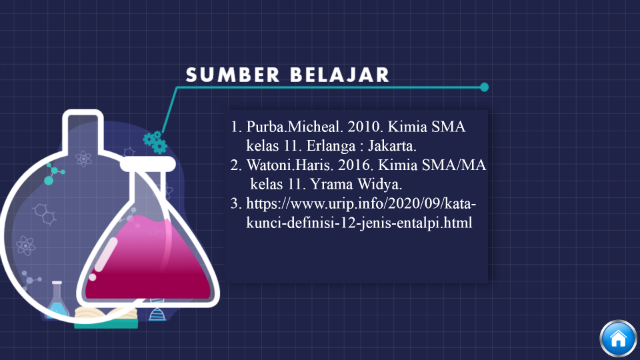 SUMBER BELAJAR
1. Purba.Micheal. 2010. Kimia SMA
kelas 11. Erlanga : Jakarta.
2. Watoni,Haris. 2016. Kimia SMA/MA
kelas 11. Yrama Widya.
3. https://www.urip.info/2020/09/kata-
kunci-definisi-12-jenis-entalpi.html